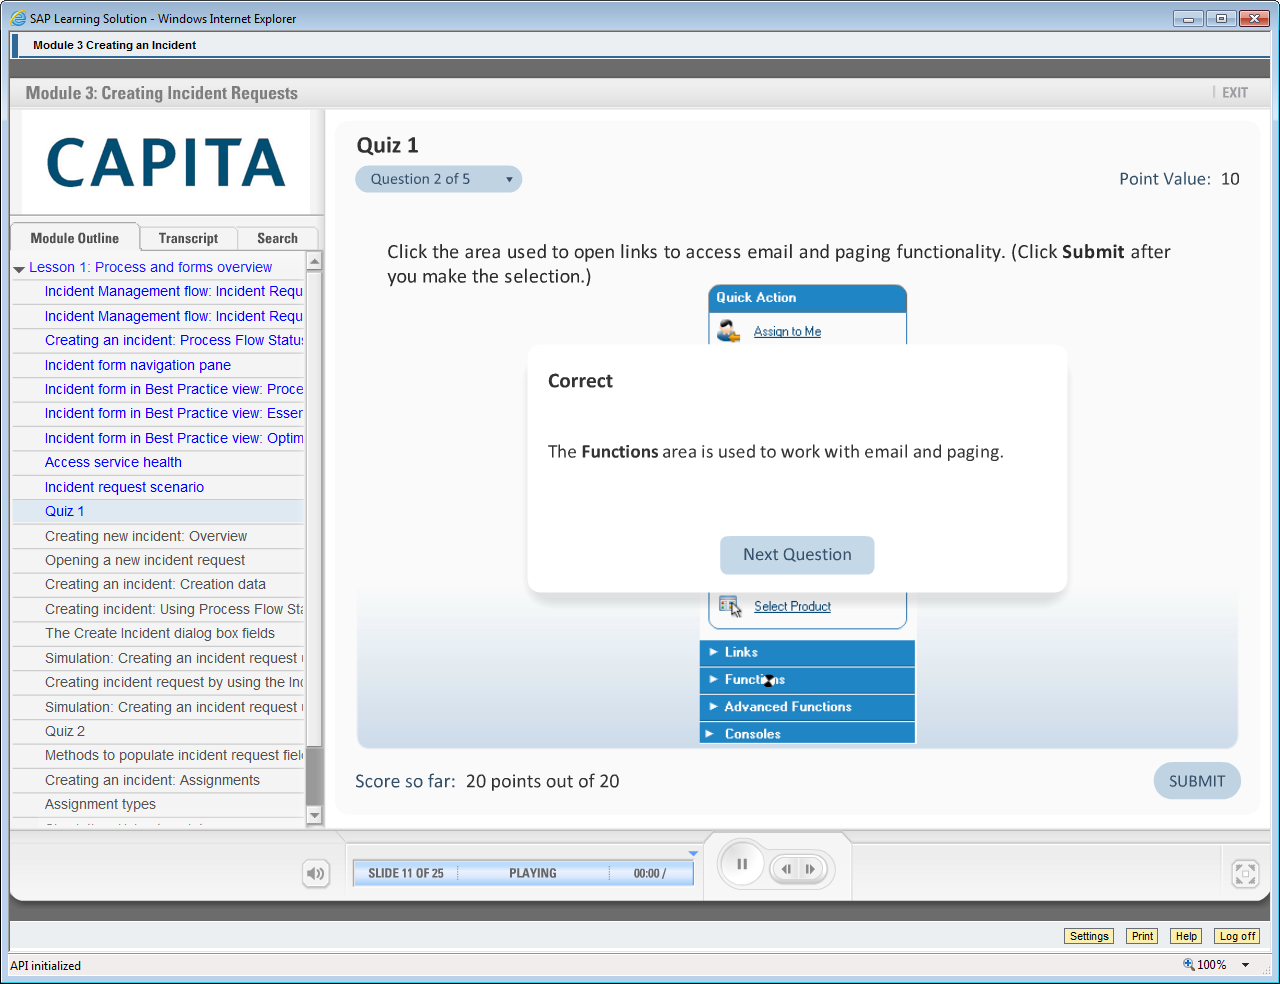 SAP Learning Solution - Windows Internet Explorer
Module 3 Creating an Incident
Module 3: Creating Incident Requests
EXIT
CAPITA
Module Outline
Transcript
Search
Lesson 1: Process and forms overview
Incident Management flow: Incident Requ
Incident Management flow: Incident Requ
Creating an incident: Process Flow Statu
Incident form navigation pane
Incident form in Best Practice view: Proce
Incident form in Best Practice view: Esser
Incident form in Best Practice view: Optim
Access service health
Incident request scenario
Quiz 1
Creating new incident: Overview
Opening a new incident request
Creating an incident: Creation data
Creating incident: Using Process Flow Sta
The Create Incident dialog box fields
Simulation: Creating an incident request
Creating incident request by using the Inc
Simulation: Creating an incident request
Quiz 2
Methods to populate incident request fiel
Creating an incident: Assignments
Assignment types
Quiz 1
Question 2 of 5
Point Value: 10
Click the area used to open links to access email and paging functionality. (Click Submit after
you make the selection.)
Quick Action
Assign to Me
Correct
The Functions area is used to work with email and paging.
Next Question
Select Product
Links
Functions
Advanced Functions
Consoles
Score so far: 20 points out of 20
SUBMIT
SLIDE 11 OF 25
PLAYING
00:00 /
Settings
Print
Help
Log off
API initialized
100%